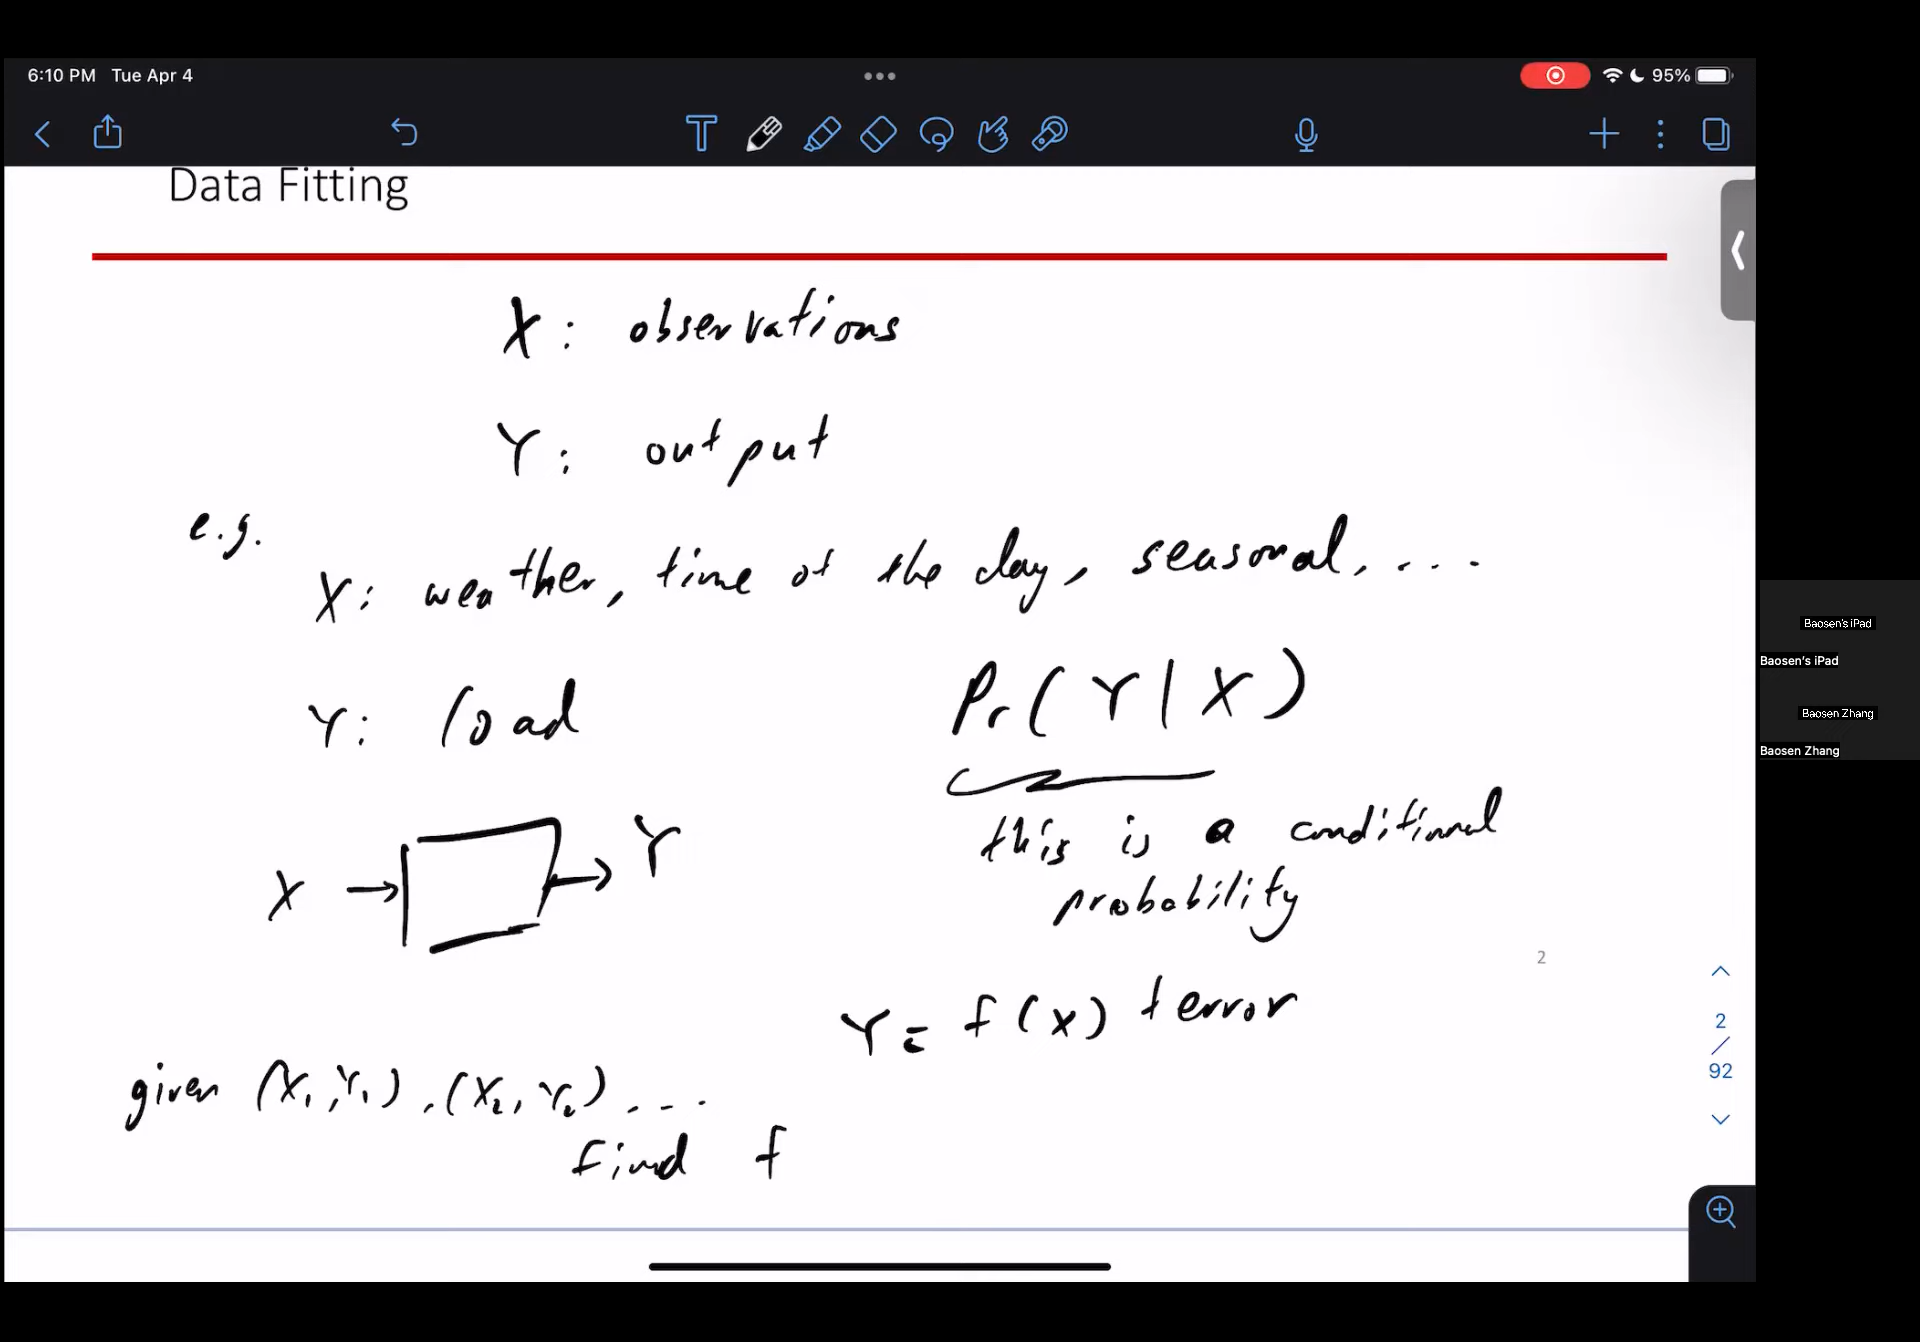 6:10 PM Tue Apr 4
95%
Data Fitting
X: observations
Y: output
e.g.
X: weather, time of the day, seasonal, ...
Y: load
Pr(Y|X)
this is a conditional
probability
X → → Y
2
Y = f(x) + error
given (X₁,Y₁), (X₂,Y₂), ...
find f
2
/
92
Baosen's iPad
Baosen's iPad
Baosen Zhang
Baosen Zhang